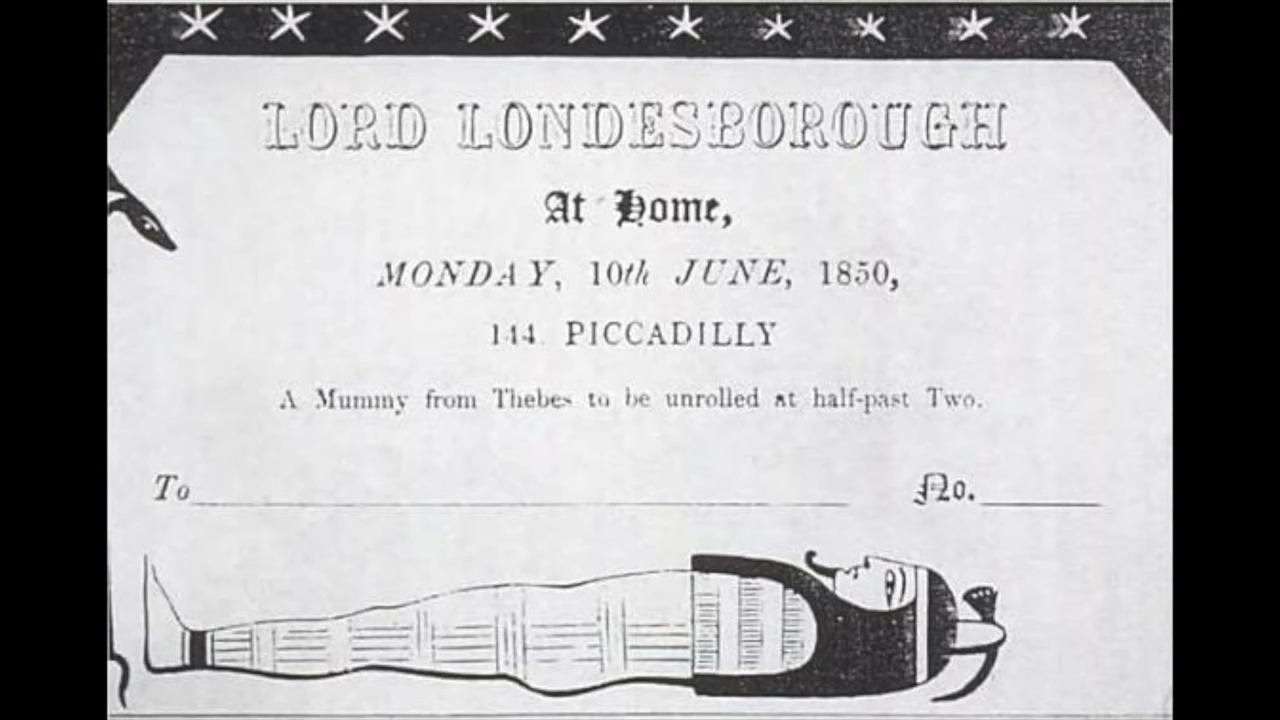 LORD LONDESBOROUGH
At Home,
MONDAY, 10th JUNE, 1850,
144 PICCADILLY
A Mummy from Thebes to be unrolled at half-past Two.
To No.